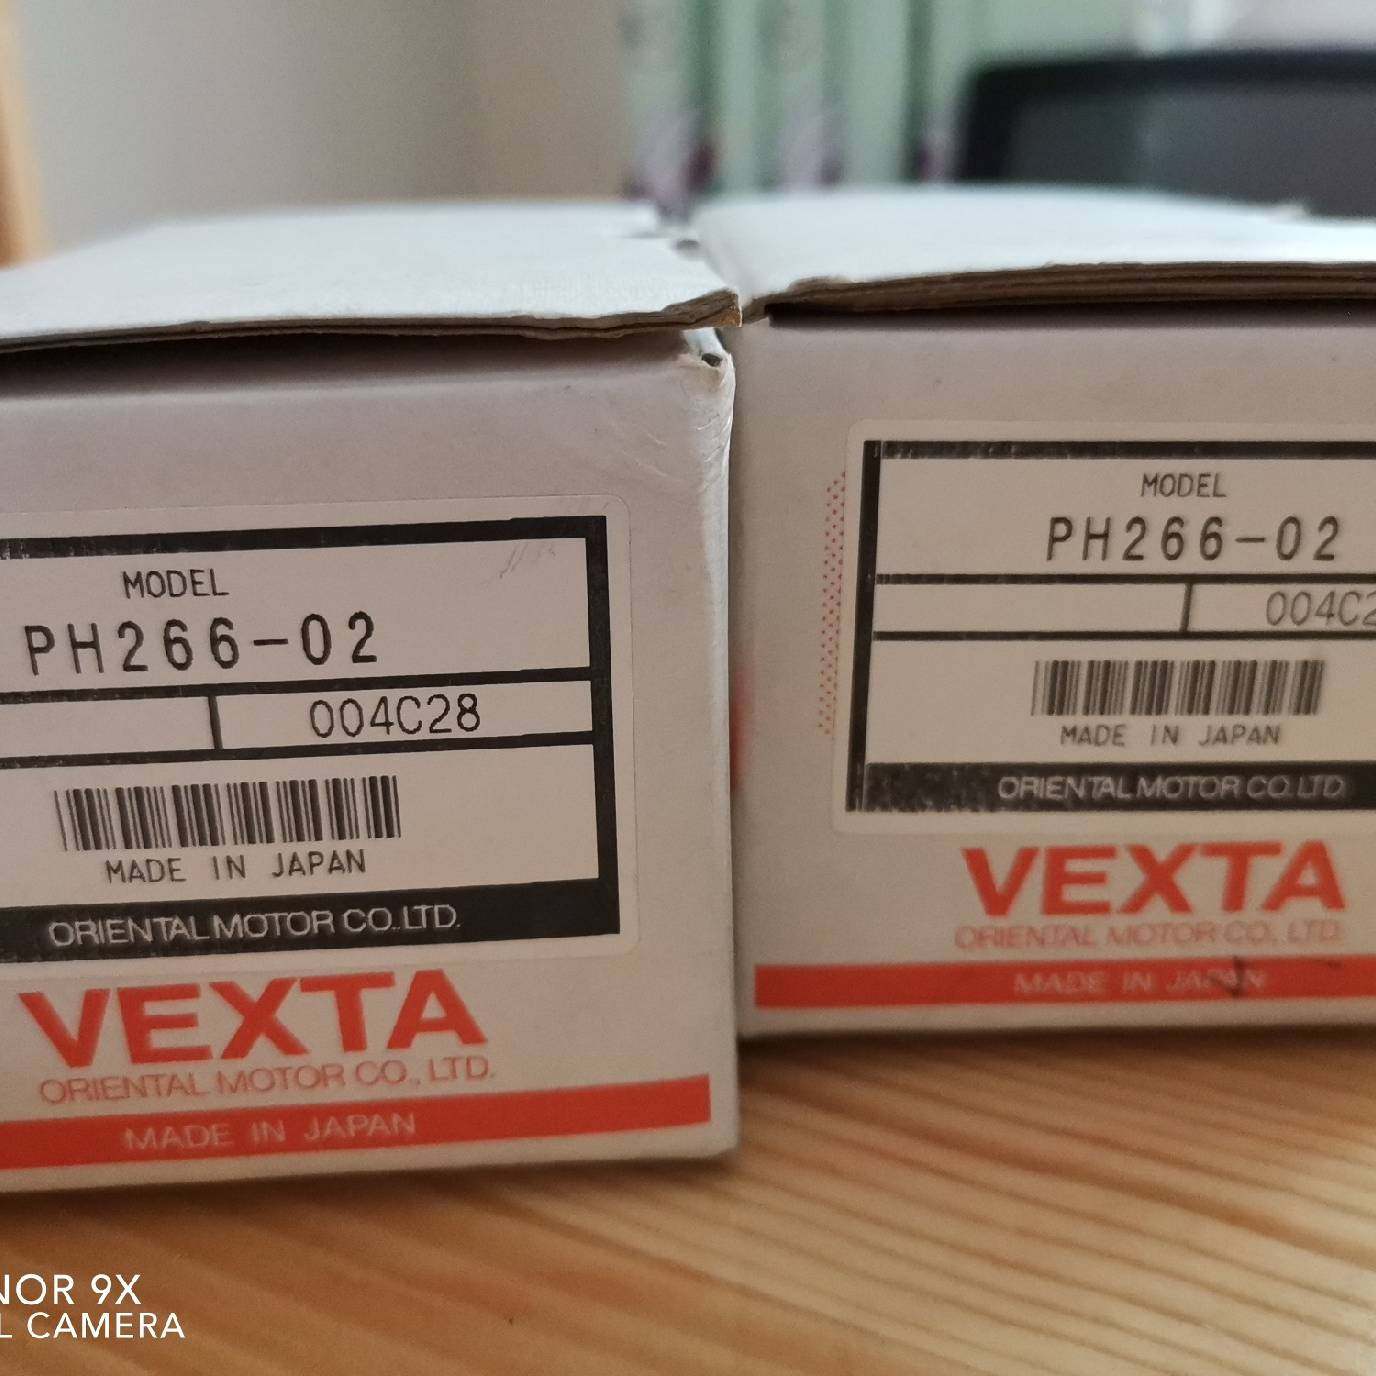 MODEL
PH266-02
004C28
MADE IN JAPAN
ORIENTAL MOTOR CO.,LTD.
VEXTA
ORIENTAL MOTOR CO., LTD.
MADE IN JAPAN
MODEL
PH266-02
004C2
MADE IN JAPAN
ORIENTAL MOTOR CO.LTD
VEXTA
ORIENTAL MOTOR CO., LTD.
MADE IN JAPAN
NOR 9X
L CAMERA